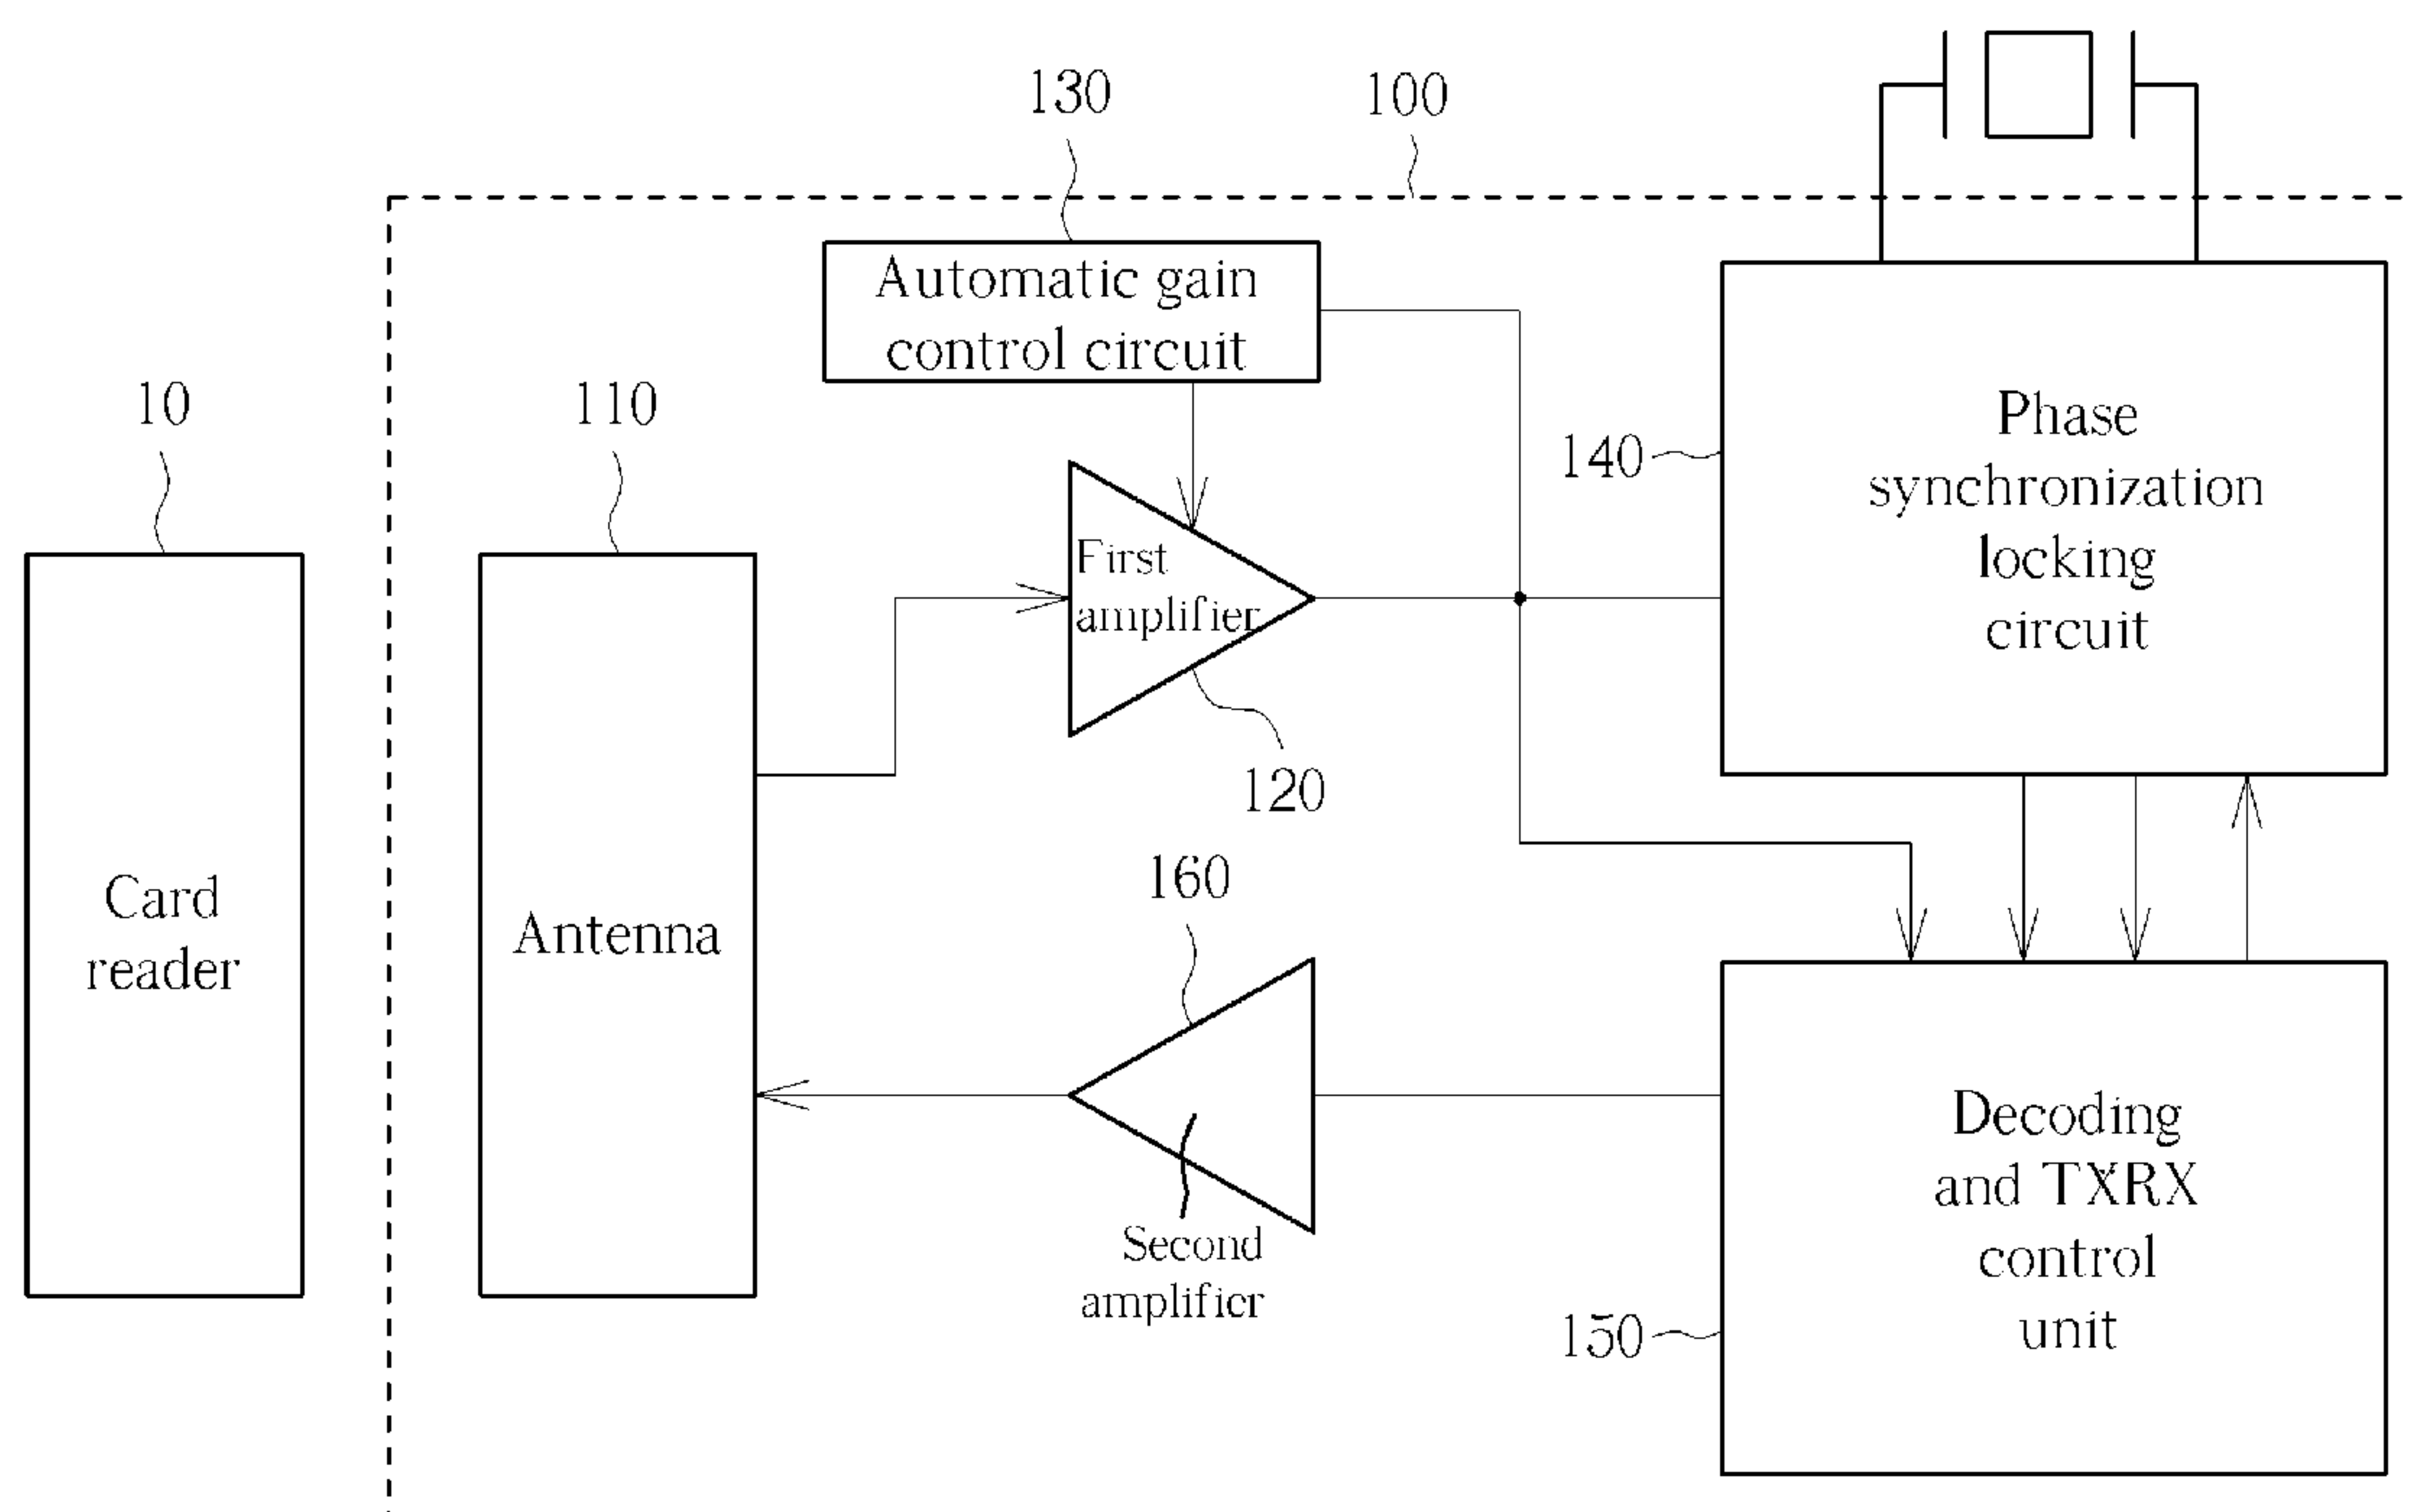 130
100
Automatic gain
control circuit
10
110
140
Phase
synchronization
locking
circuit
First
amplifier
120
160
Card
reader
Antenna
Second
amplifier
150
Decoding
and TXRX
control
unit